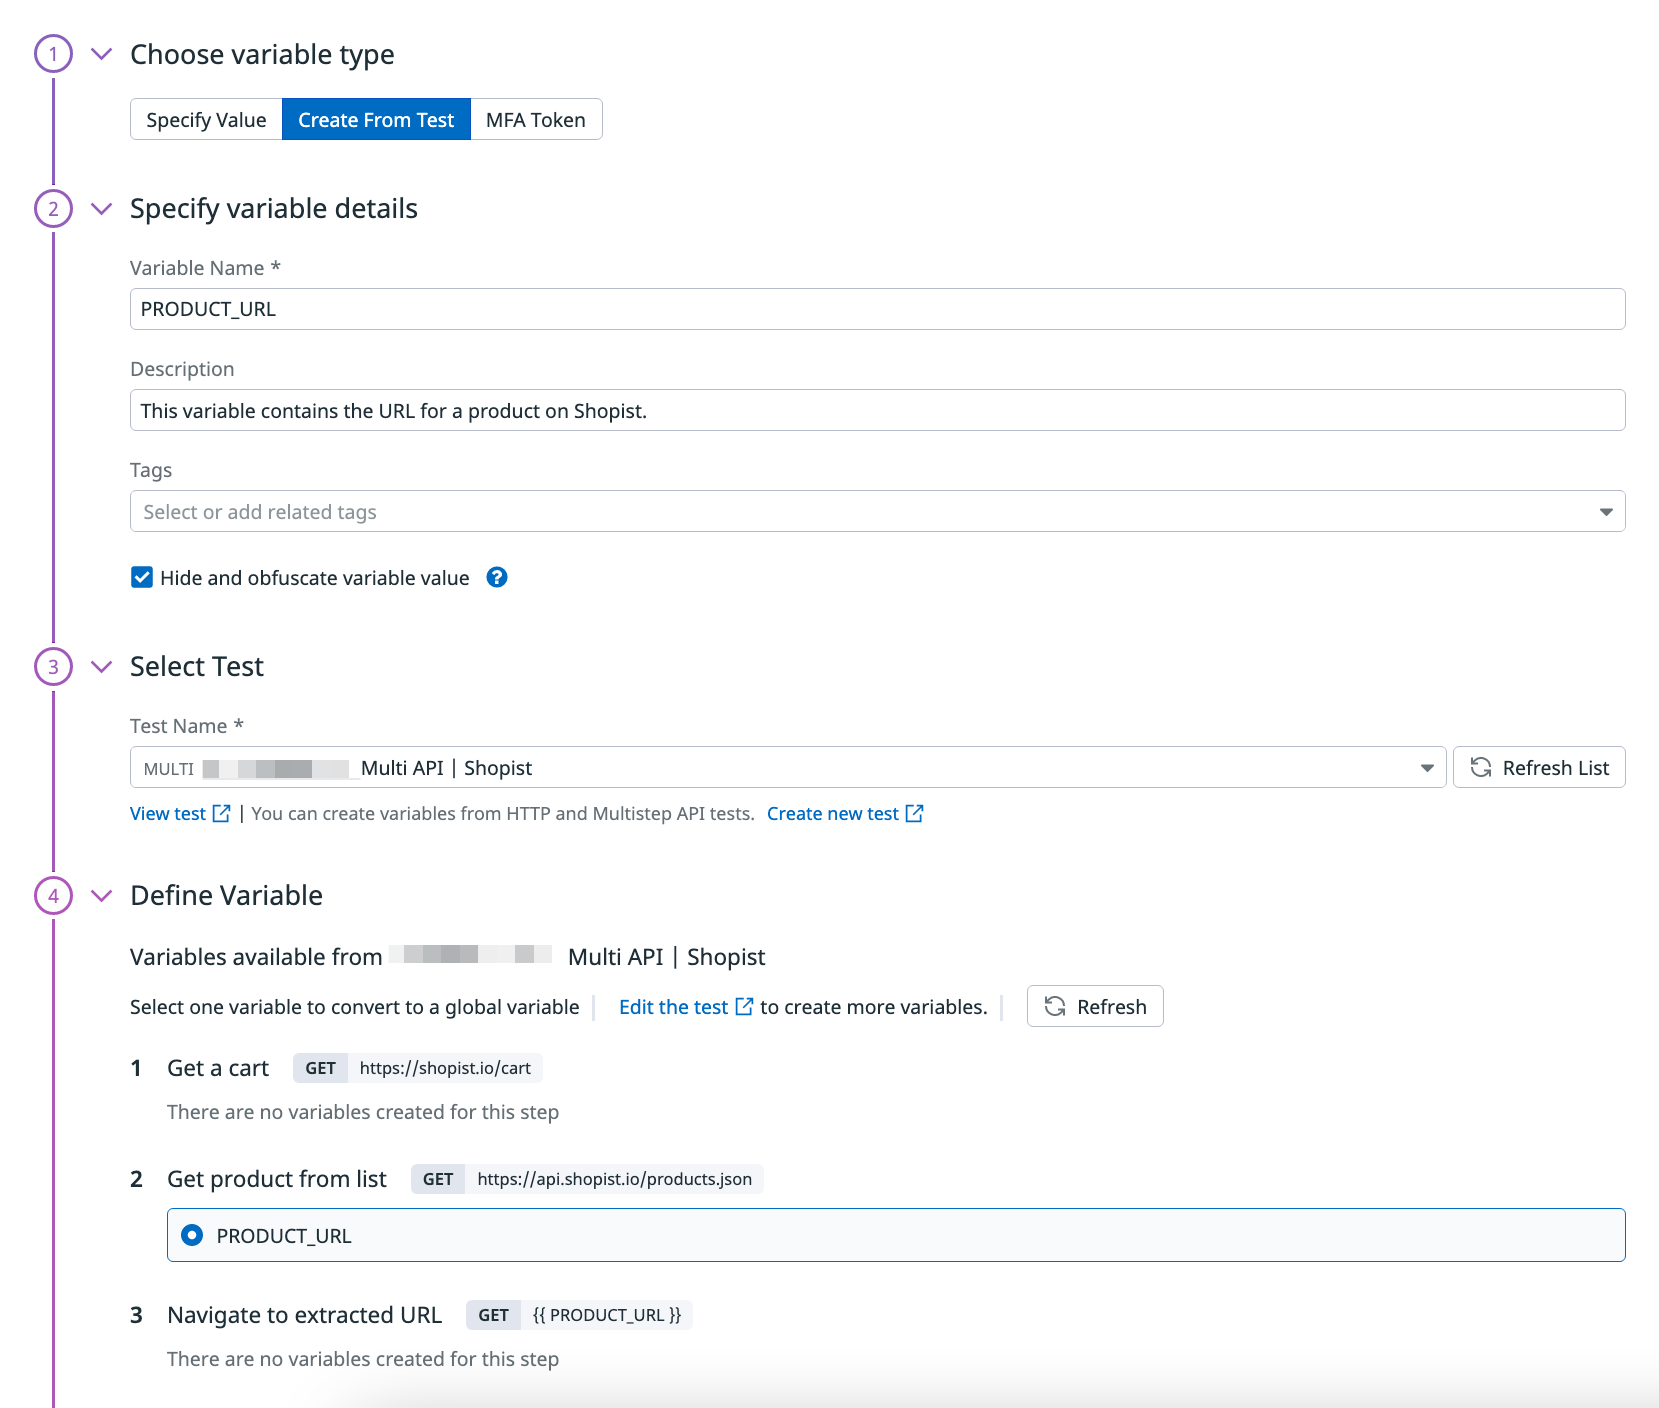 1 Choose variable type
Specify Value Create From Test MFA Token
2 Specify variable details
Variable Name *
PRODUCT_URL
Description
This variable contains the URL for a product on Shopist.
Tags
Select or add related tags
Hide and obfuscate variable value ?
3 Select Test
Test Name *
MULTI Multi API | Shopist Refresh List
View test | You can create variables from HTTP and Multistep API tests. Create new test
4 Define Variable
Variables available from Multi API | Shopist
Select one variable to convert to a global variable Edit the test to create more variables. Refresh
1 Get a cart GET https://shopist.io/cart
There are no variables created for this step
2 Get product from list GET https://api.shopist.io/products.json
PRODUCT_URL
3 Navigate to extracted URL GET {{ PRODUCT_URL }}
There are no variables created for this step